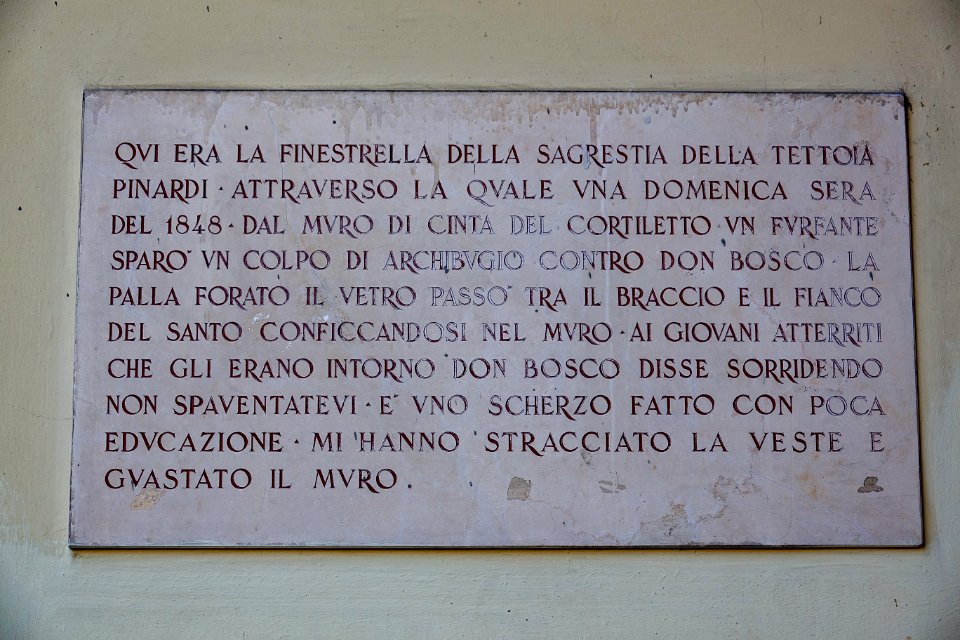 QVI ERA LA FINESTRELLA DELLA SAGRESTIA DELLA TETTOIA
PINARDI · ATTRAVERSO LA QVALE VNA DOMENICA SERA
DEL 1848 · DAL MVRO DI CINTA DEL CORTILETTO VN FVRFANTE
SPARO' VN COLPO DI ARCHIBVGIO CONTRO DON BOSCO · LA
PALLA FORATO IL VETRO PASSO' TRA IL BRACCIO E IL FIANCO
DEL SANTO CONFICCANDOSI NEL MVRO · AI GIOVANI ATTERRITI
CHE GLI ERANO INTORNO DON BOSCO DISSE SORRIDENDO
NON SPAVENTATEVI · E' VNO SCHERZO FATTO CON POCA
EDVCAZIONE · MI HANNO STRACCIATO LA VESTE E
GVASTATO IL MVRO .